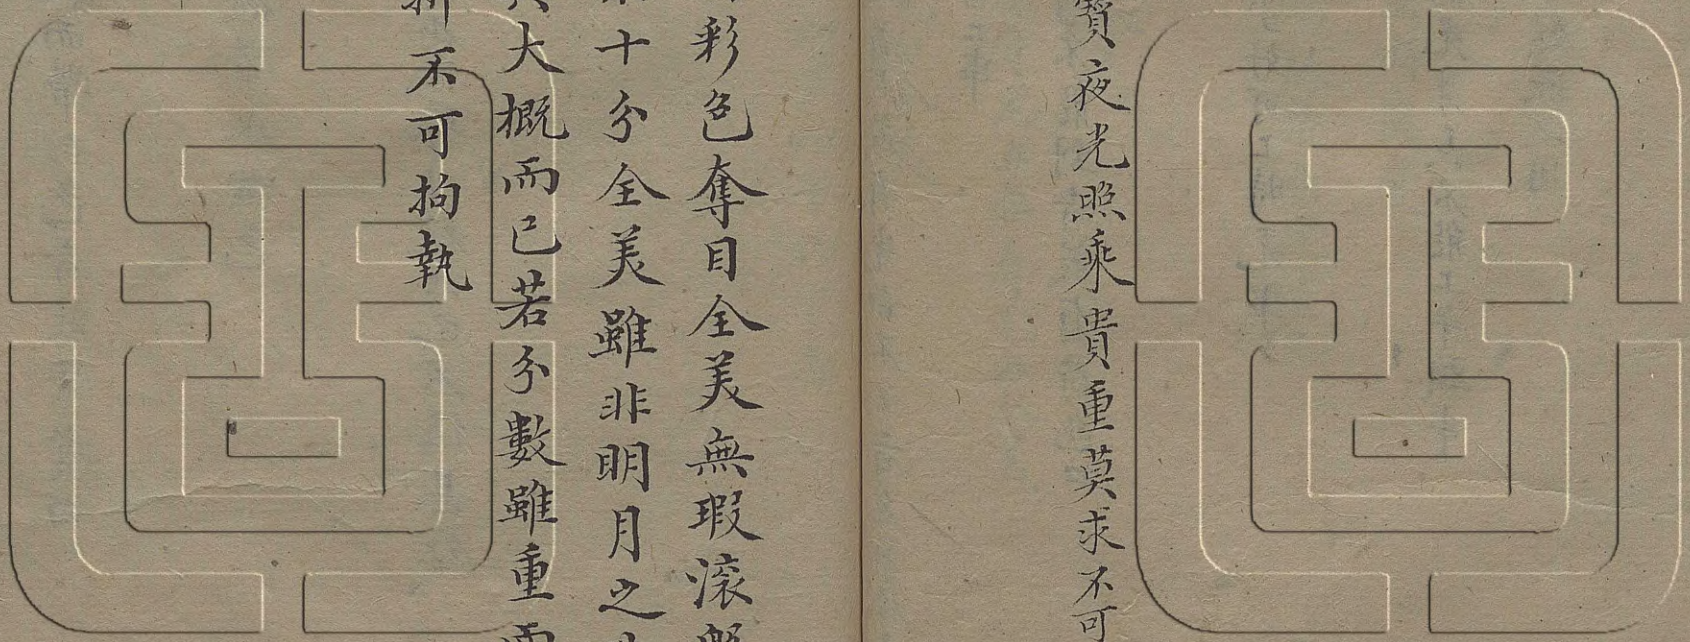 寳夜光照乘貴重莫求不可
彩色奪目全美無瑕滚
十分全美雖非明月之
大概而已若分數雖重
不可拘執